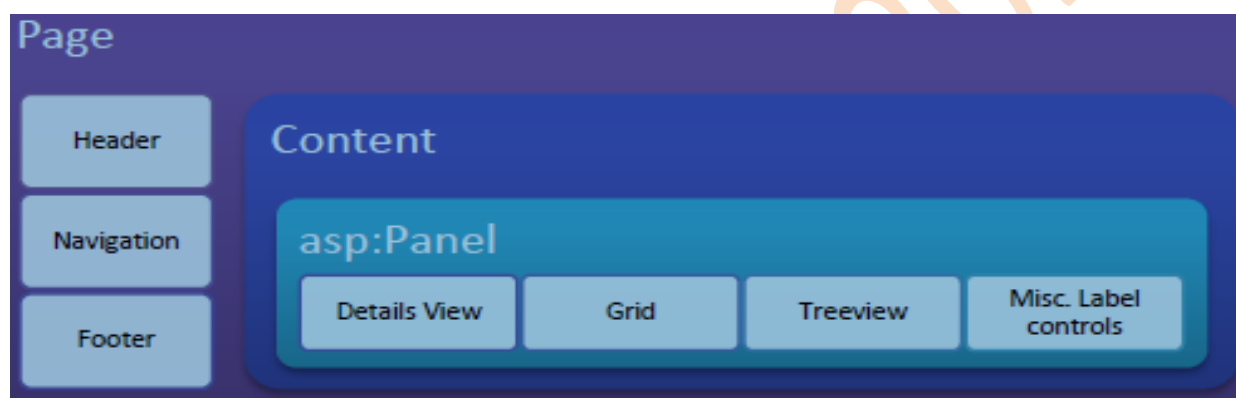 Page
Header
Content
Navigation
asp:Panel
Details View
Grid
Treeview
Misc. Label
controls
Footer